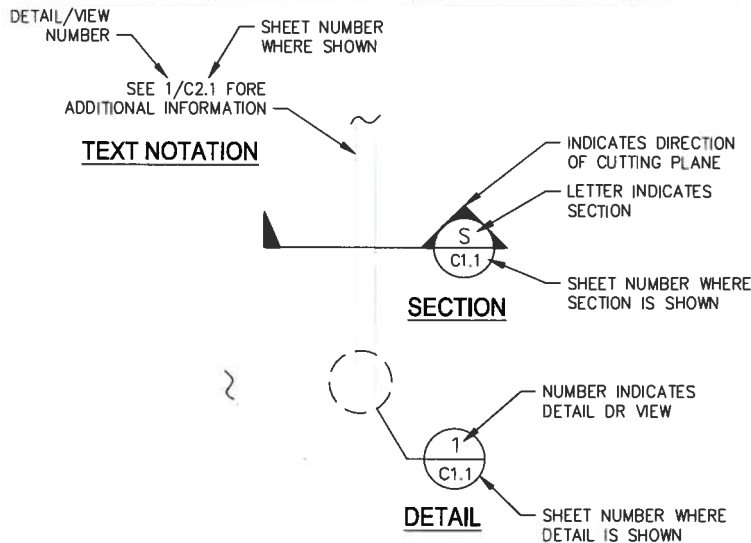 DETAIL/VIEW
NUMBER
SHEET NUMBER
WHERE SHOWN
SEE 1/C2.1 FORE
ADDITIONAL INFORMATION
TEXT NOTATION
INDICATES DIRECTION
OF CUTTING PLANE
LETTER INDICATES
SECTION
S
C1.1
SHEET NUMBER WHERE
SECTION IS SHOWN
SECTION
NUMBER INDICATES
DETAIL DR VIEW
1
C1.1
DETAIL
SHEET NUMBER WHERE
DETAIL IS SHOWN